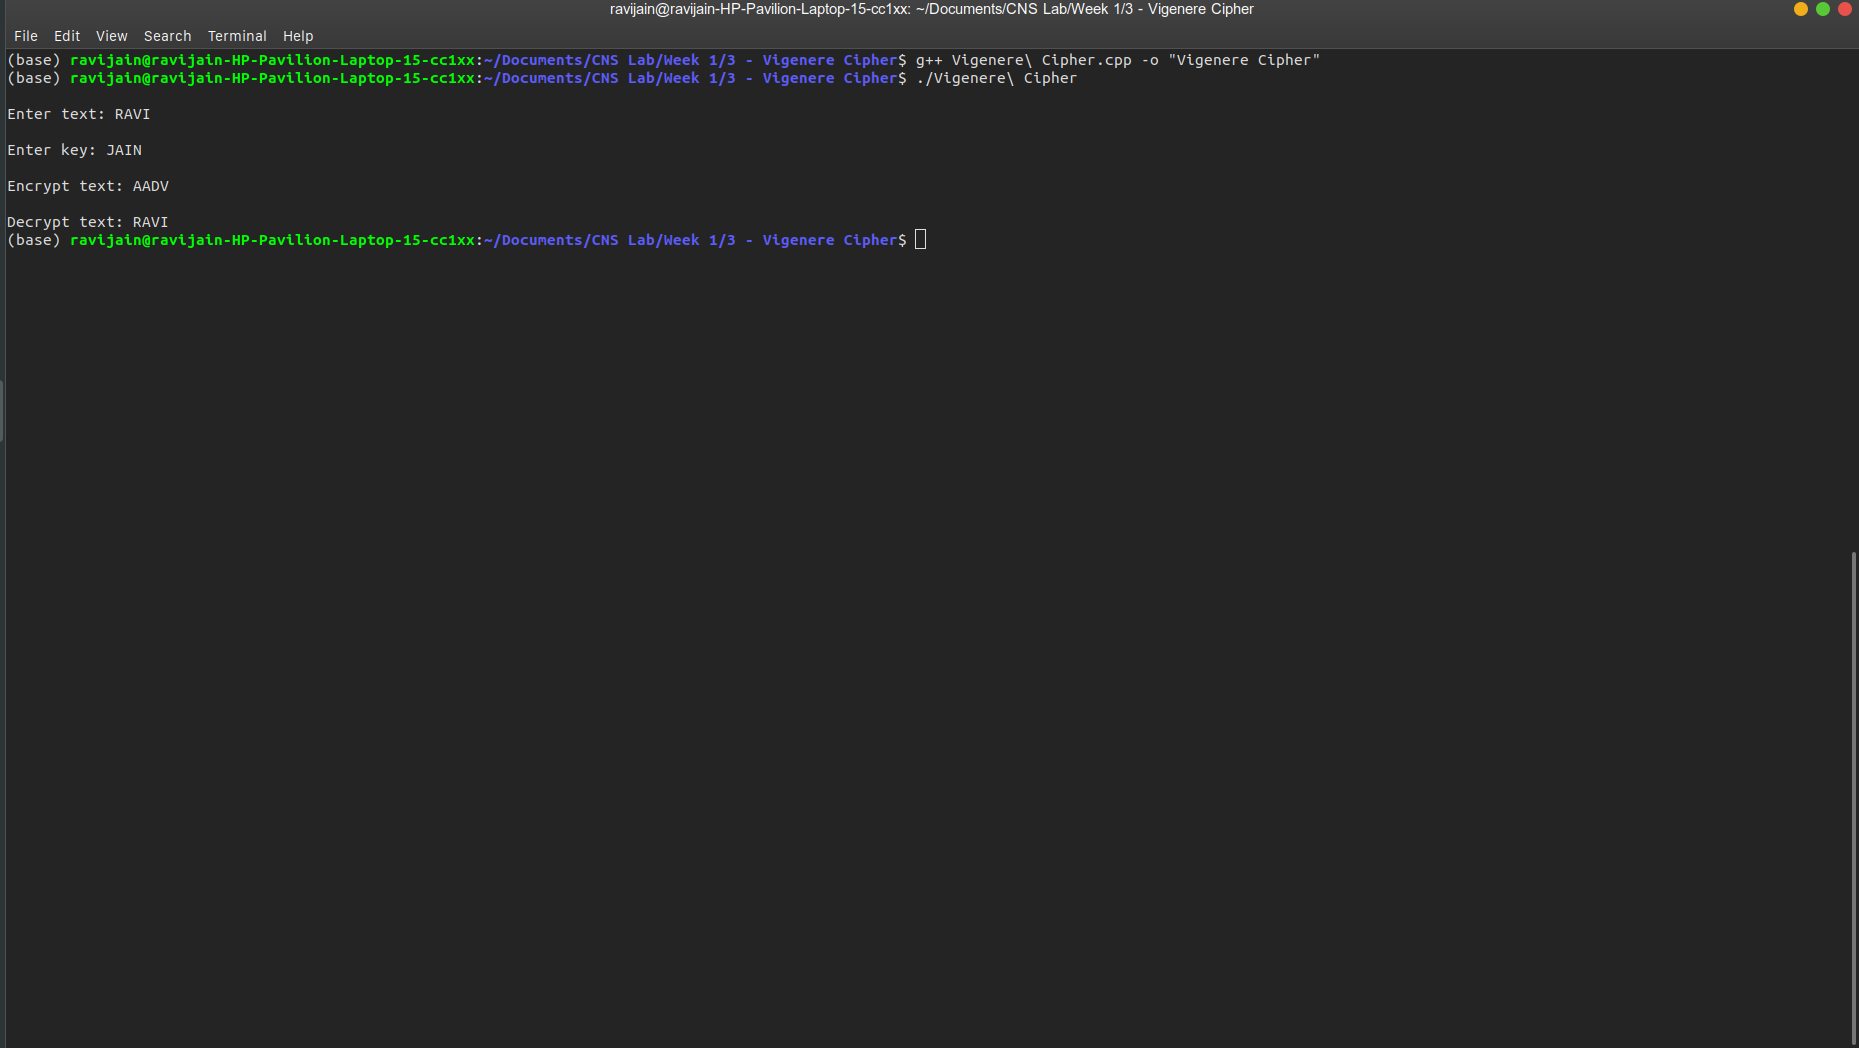 ravijain@ravijain-HP-Pavilion-Laptop-15-cc1xx: ~/Documents/CNS Lab/Week 1/3 - Vigenere Cipher
File Edit View Search Terminal Help
(base) ravijain@ravijain-HP-Pavilion-Laptop-15-cc1xx:~/Documents/CNS Lab/Week 1/3 - Vigenere Cipher$ g++ Vigenere\ Cipher.cpp -o "Vigenere Cipher"
(base) ravijain@ravijain-HP-Pavilion-Laptop-15-cc1xx:~/Documents/CNS Lab/Week 1/3 - Vigenere Cipher$ ./Vigenere\ Cipher
Enter text: RAVI
Enter key: JAIN
Encrypt text: AADV
Decrypt text: RAVI
(base) ravijain@ravijain-HP-Pavilion-Laptop-15-cc1xx:~/Documents/CNS Lab/Week 1/3 - Vigenere Cipher$